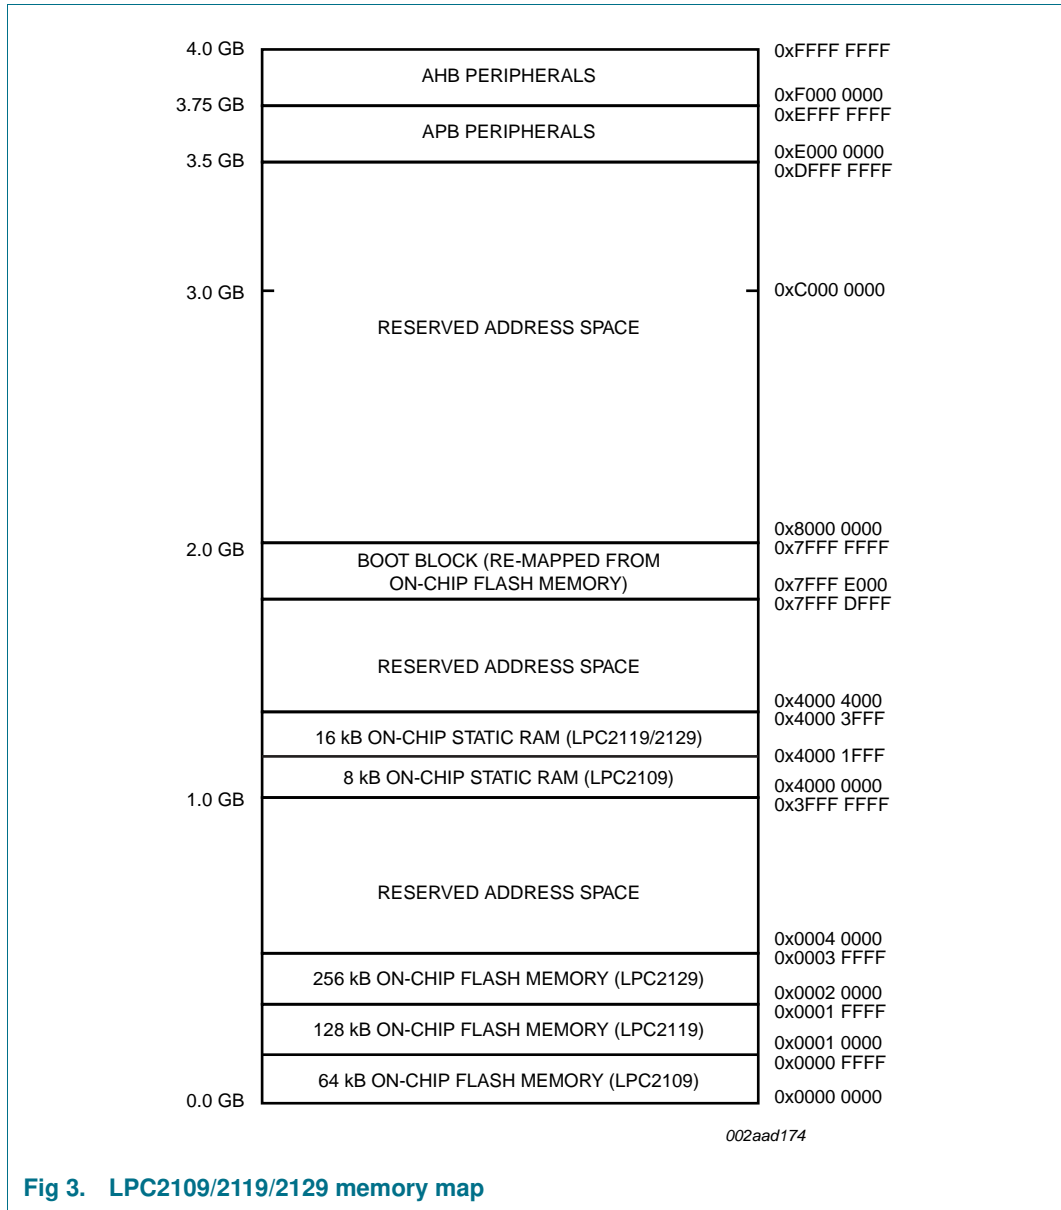 4.0 GB
0xFFFF FFFF
AHB PERIPHERALS
0xF000 0000
3.75 GB
0xEFFF FFFF
APB PERIPHERALS
0xE000 0000
3.5 GB
0xDFFF FFFF
3.0 GB
0xC000 0000
RESERVED ADDRESS SPACE
0x8000 0000
2.0 GB
0x7FFF FFFF
BOOT BLOCK (RE-MAPPED FROM
ON-CHIP FLASH MEMORY)
0x7FFF E000
0x7FFF DFFF
RESERVED ADDRESS SPACE
0x4000 4000
0x4000 3FFF
16 kB ON-CHIP STATIC RAM (LPC2119/2129)
0x4000 1FFF
8 kB ON-CHIP STATIC RAM (LPC2109)
0x4000 0000
1.0 GB
0x3FFF FFFF
RESERVED ADDRESS SPACE
0x0004 0000
0x0003 FFFF
256 kB ON-CHIP FLASH MEMORY (LPC2129)
0x0002 0000
0x0001 FFFF
128 kB ON-CHIP FLASH MEMORY (LPC2119)
0x0001 0000
0x0000 FFFF
64 kB ON-CHIP FLASH MEMORY (LPC2109)
0.0 GB
0x0000 0000
002aad174
Fig 3. LPC2109/2119/2129 memory map